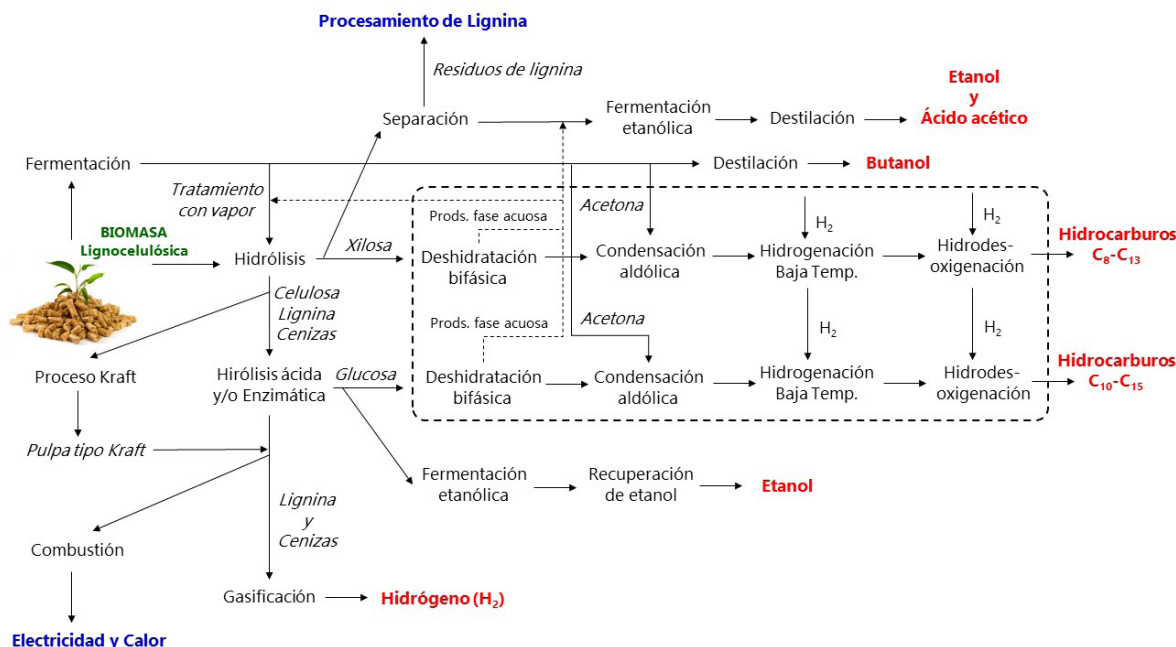 Procesamiento de Lignina
Residuos de lignina
Etanol
y
Ácido acético
Separación
Fermentación
etanólica
Destilación
Fermentación
Destilación
Butanol
Tratamiento
con vapor
Acetona
H2
H2
Prods. fase acuosa
BIOMASA
Lignocelulósica
Hidrólisis
Xilosa
Deshidratación
bifásica
Condensación
aldólica
Hidrogenación
Baja Temp.
Hidrodes-
oxigenación
Hidrocarburos
C8-C13
Celulosa
Lignina
Cenizas
Prods. fase acuosa
Acetona
H2
H2
Proceso Kraft
Hirólisis ácida
y/o Enzimática
Glucosa
Deshidratación
bifásica
Condensación
aldólica
Hidrogenación
Baja Temp.
Hidrodes-
oxigenación
Hidrocarburos
C10-C15
Pulpa tipo Kraft
Fermentación
etanólica
Recuperación
de etanol
Etanol
Lignina
y
Cenizas
Combustión
Gasificación
Hidrógeno (H2)
Electricidad y Calor